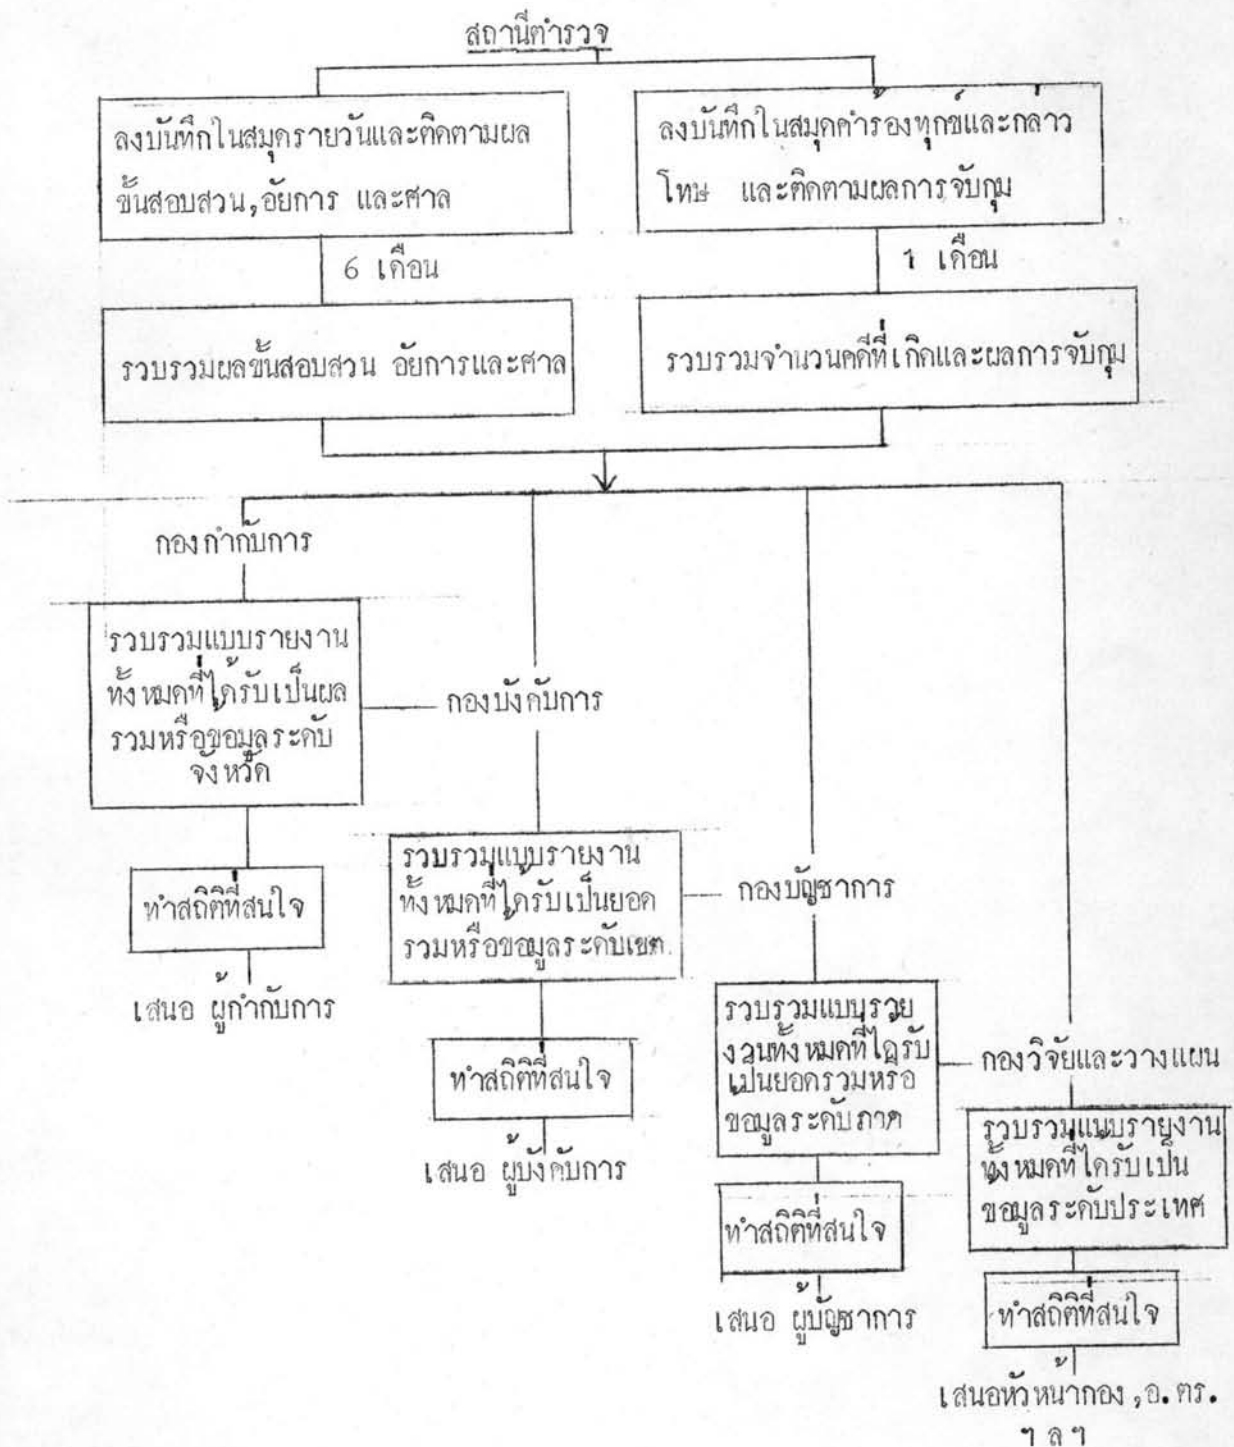 สถานีตำรวจ
ลงบันทึกในสมุดรายวันและติดตามผล
ขั้นสอบสวน,อัยการ และศาล
ลงบันทึกในสมุดคำร้องทุกข์และกล่าว
โทษ และติดตามผลการจับกุม
6 เดือน
1 เดือน
รวบรวมผลขั้นสอบสวน อัยการและศาล
รวบรวมจำนวนคดีที่เกิดและผลการจับกุม
กองกำกับการ
รวบรวมแบบรายงาน
ทั้งหมดที่ได้รับเป็นผล
รวมหรือข้อมูลระดับ
จังหวัด
กองบังคับการ
ทำสถิติที่สนใจ
เสนอ ผู้กำกับการ
รวบรวมแบบรายงาน
ทั้งหมดที่ได้รับเป็นยอด
รวมหรือข้อมูลระดับเขต.
กองบัญชาการ
ทำสถิติที่สนใจ
เสนอ ผู้บังคับการ
รวบรวมแบบราย
งานทั้งหมดที่ได้รับ
เป็นยอดรวมหรือ
ข้อมูลระดับภาค
กองวิจัยและวางแผน
ทำสถิติที่สนใจ
เสนอ ผู้บัญชาการ
รวบรวมแบบรายงาน
ทั้งหมดที่ได้รับเป็น
ข้อมูลระดับประเทศ
ทำสถิติที่สนใจ
เสนอหัวหน้ากอง,อ.ตร.
ฯลฯ